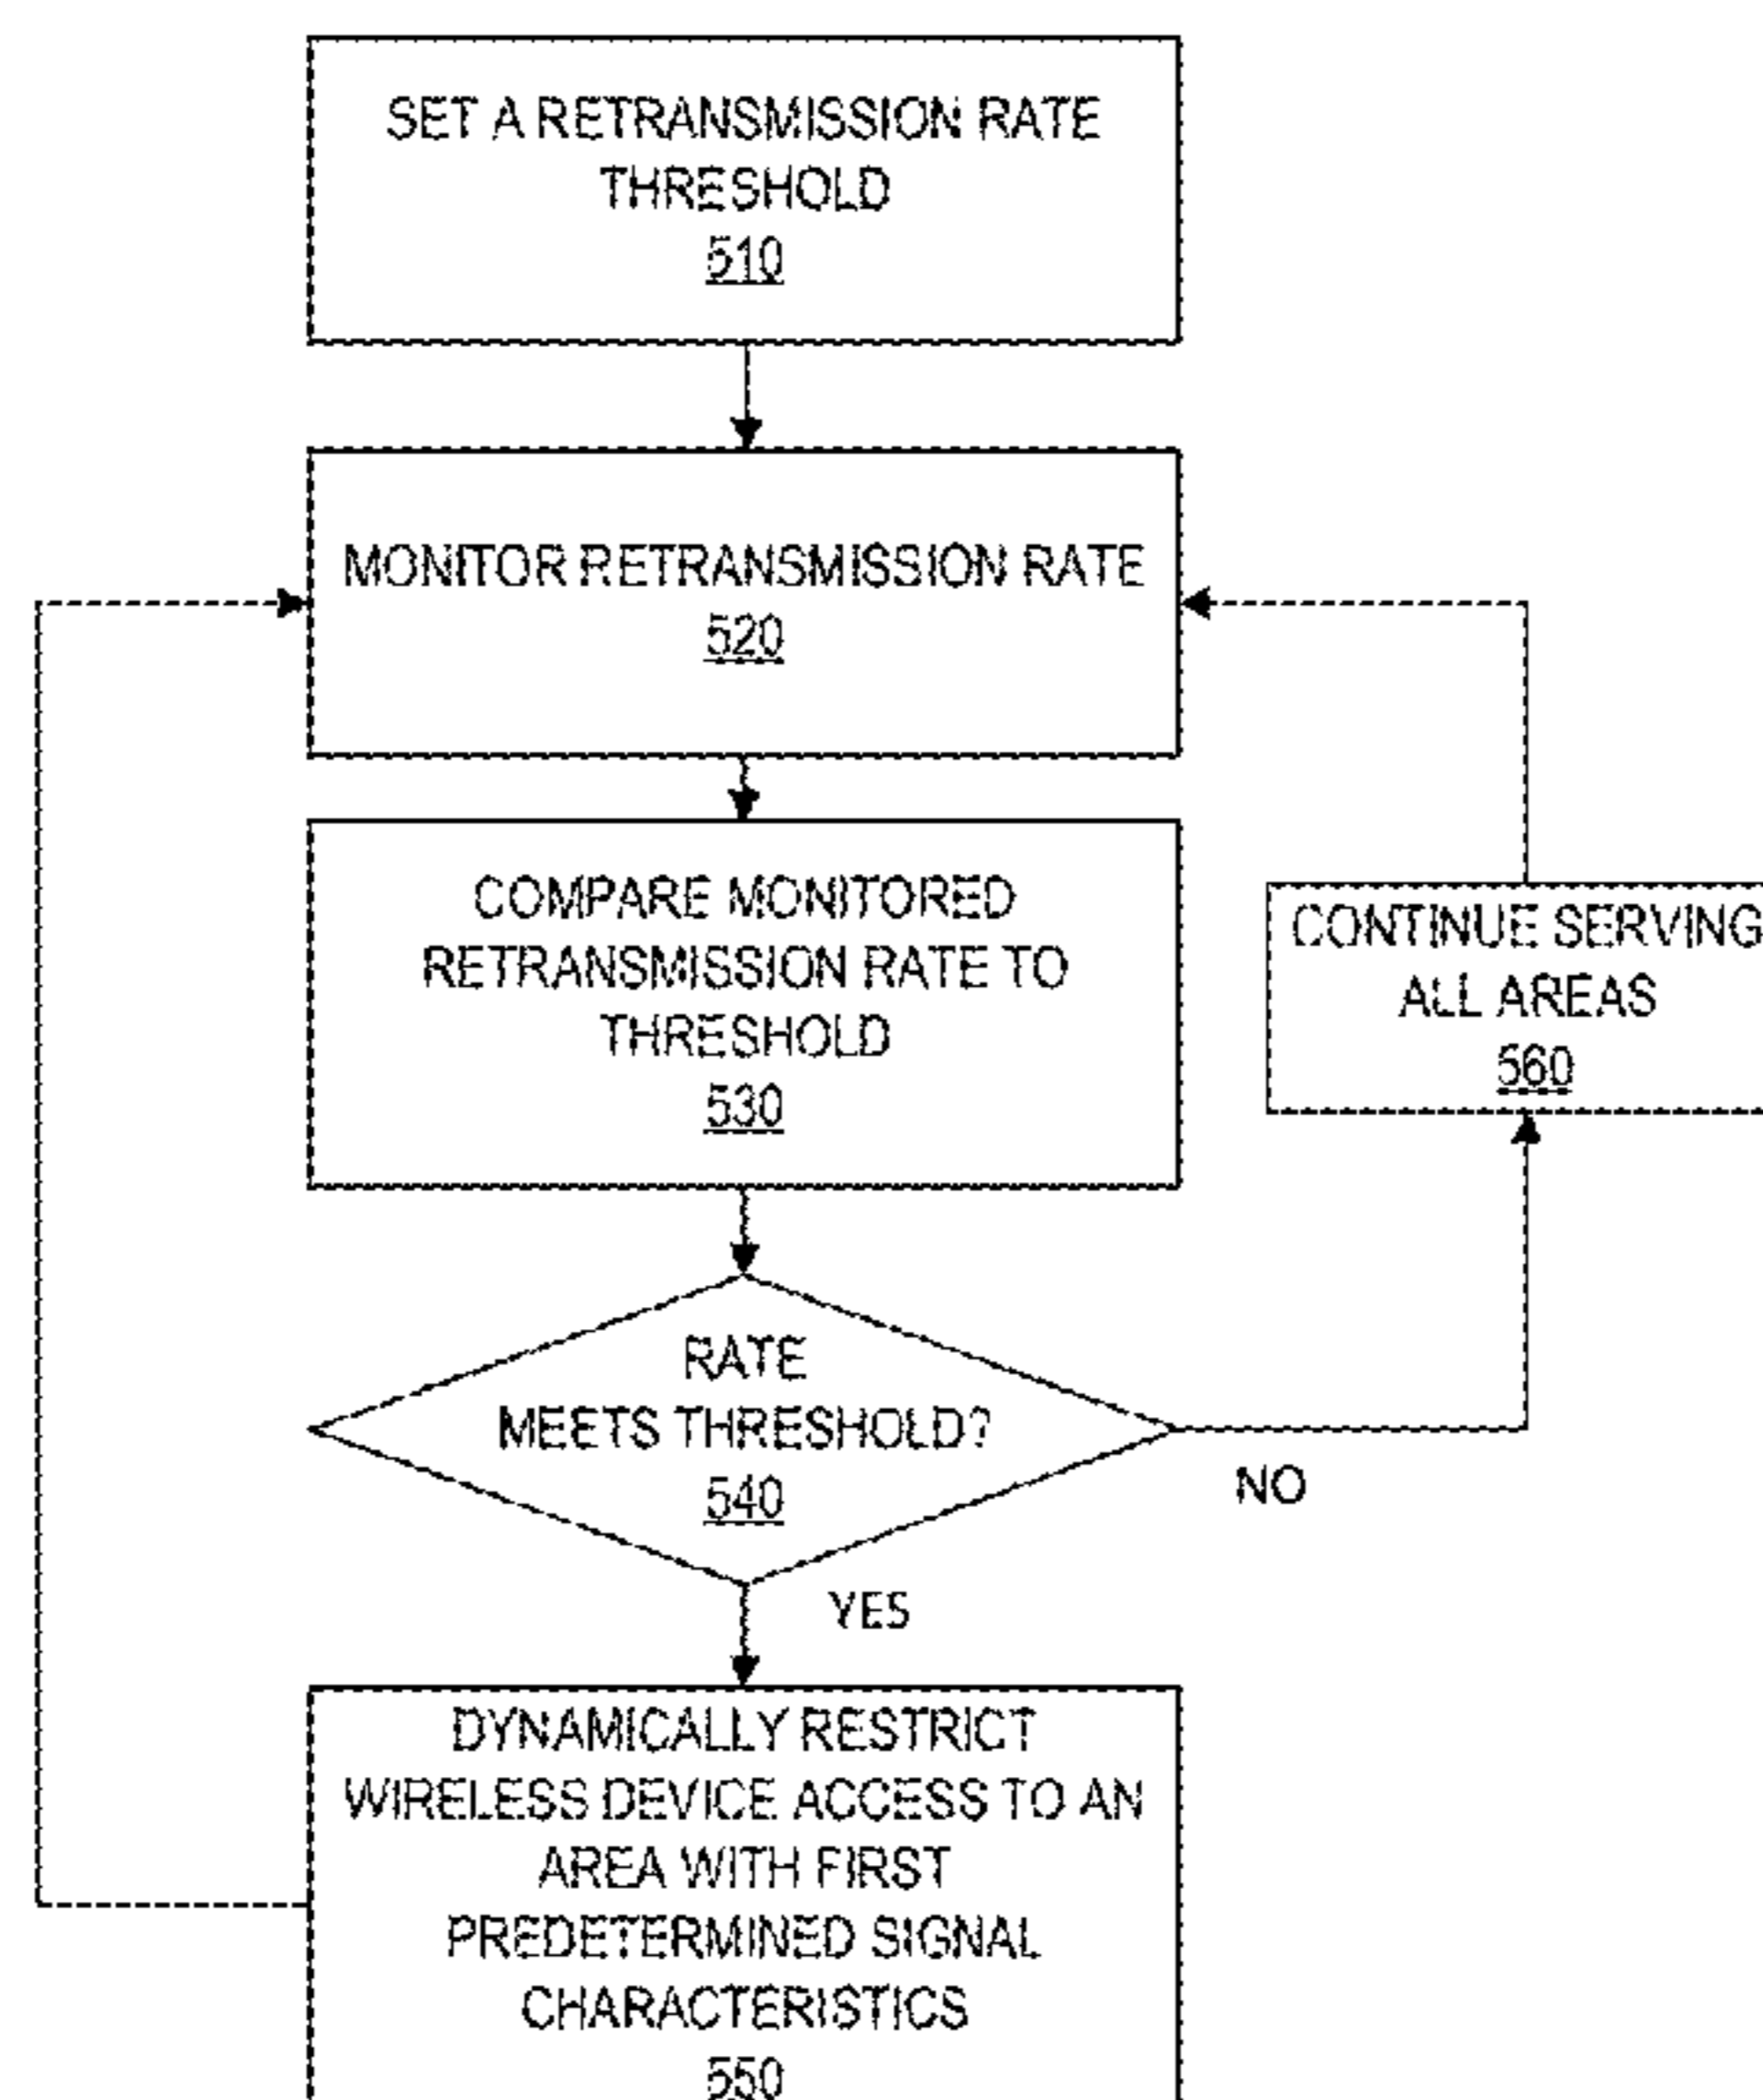 SET A RETRANSMISSION RATE
THRESHOLD
510
MONITOR RETRANSMISSION RATE
520
COMPARE MONITORED
RETRANSMISSION RATE TO
THRESHOLD
530
CONTINUE SERVING
ALL AREAS
560
RATE
MEETS THRESHOLD?
540
NO
YES
DYNAMICALLY RESTRICT
WIRELESS DEVICE ACCESS TO AN
AREA WITH FIRST
PREDETERMINED SIGNAL
CHARACTERISTICS
550